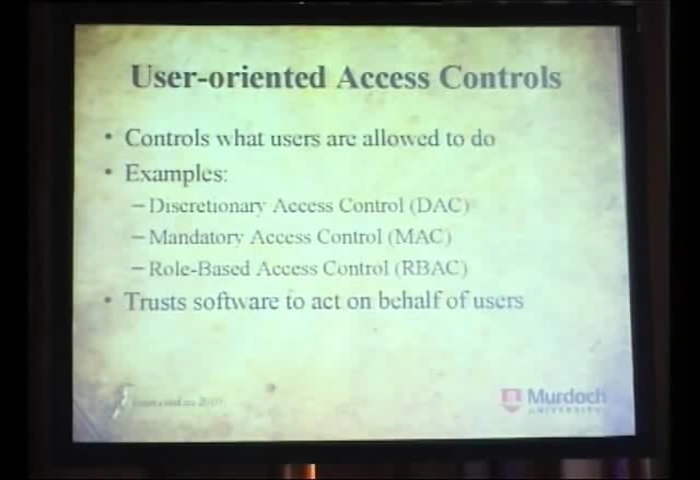 User-oriented Access Controls
• Controls what users are allowed to do
• Examples:
– Discretionary Access Control (DAC)
– Mandatory Access Control (MAC)
– Role-Based Access Control (RBAC)
• Trusts software to act on behalf of users
Murdoch
UNIVERSITY